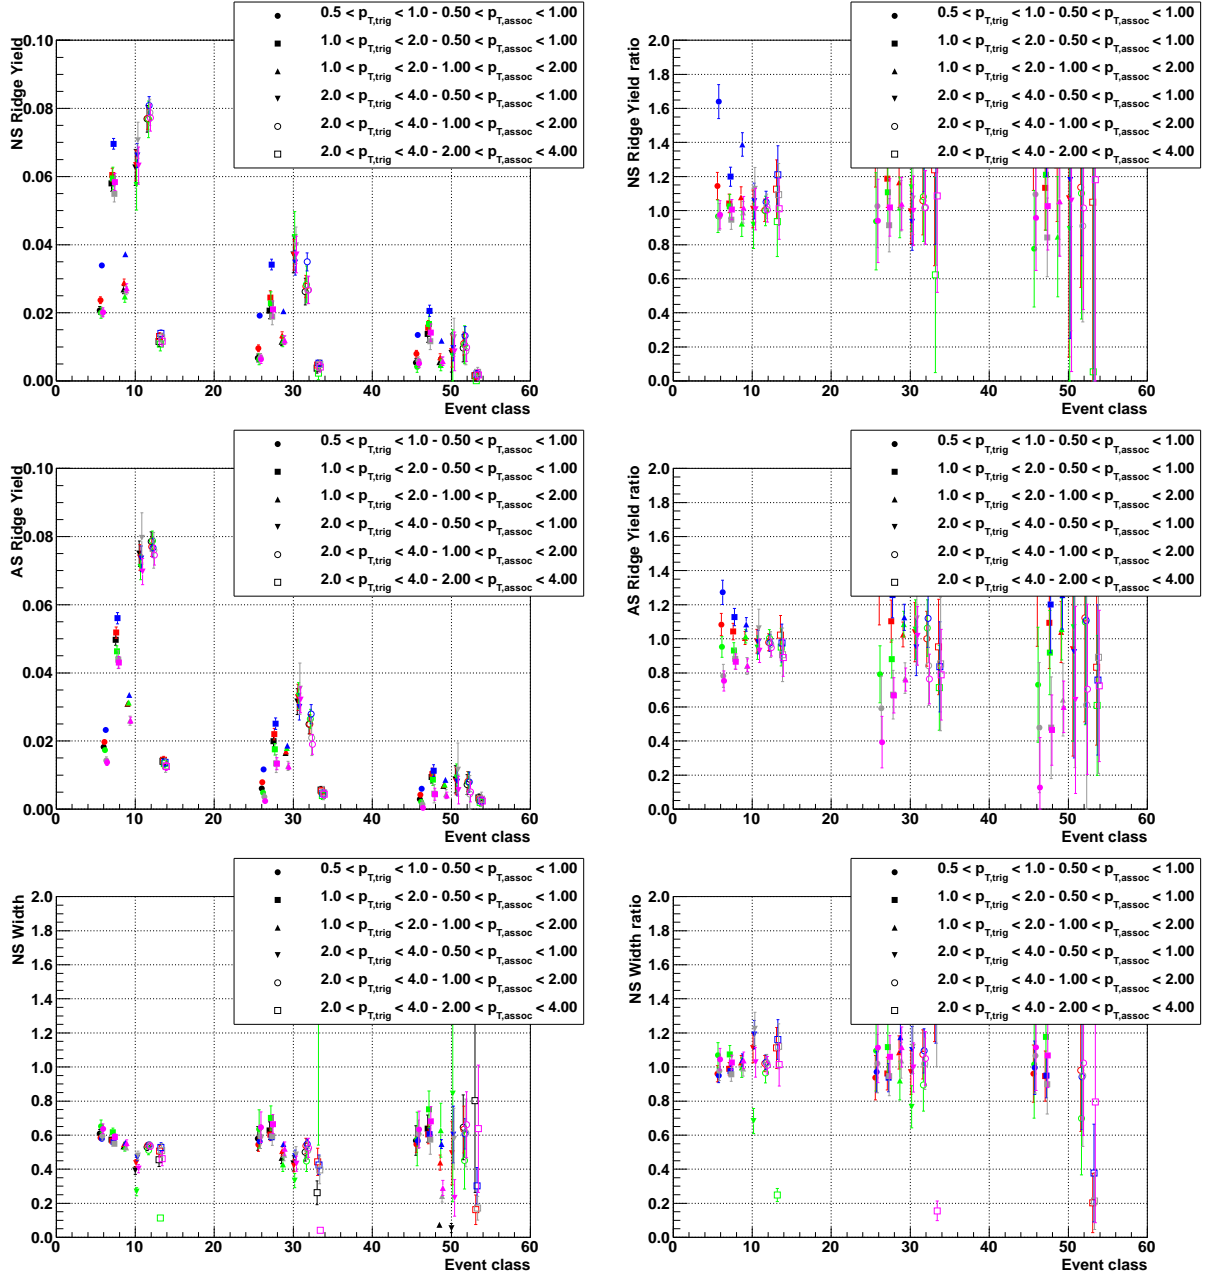 0.5 < p_T,trig < 1.0 - 0.50 < p_T,assoc < 1.00
1.0 < p_T,trig < 2.0 - 0.50 < p_T,assoc < 1.00
1.0 < p_T,trig < 2.0 - 1.00 < p_T,assoc < 2.00
2.0 < p_T,trig < 4.0 - 0.50 < p_T,assoc < 1.00
2.0 < p_T,trig < 4.0 - 1.00 < p_T,assoc < 2.00
2.0 < p_T,trig < 4.0 - 2.00 < p_T,assoc < 4.00
NS Ridge Yield
0.10
0.08
0.06
0.04
0.02
0.00
0 10 20 30 40 50 60
Event class
0.5 < p_T,trig < 1.0 - 0.50 < p_T,assoc < 1.00
1.0 < p_T,trig < 2.0 - 0.50 < p_T,assoc < 1.00
1.0 < p_T,trig < 2.0 - 1.00 < p_T,assoc < 2.00
2.0 < p_T,trig < 4.0 - 0.50 < p_T,assoc < 1.00
2.0 < p_T,trig < 4.0 - 1.00 < p_T,assoc < 2.00
2.0 < p_T,trig < 4.0 - 2.00 < p_T,assoc < 4.00
NS Ridge Yield ratio
2.0
1.8
1.6
1.4
1.2
1.0
0.8
0.6
0.4
0.2
0.0
0 10 20 30 40 50 60
Event class
0.5 < p_T,trig < 1.0 - 0.50 < p_T,assoc < 1.00
1.0 < p_T,trig < 2.0 - 0.50 < p_T,assoc < 1.00
1.0 < p_T,trig < 2.0 - 1.00 < p_T,assoc < 2.00
2.0 < p_T,trig < 4.0 - 0.50 < p_T,assoc < 1.00
2.0 < p_T,trig < 4.0 - 1.00 < p_T,assoc < 2.00
2.0 < p_T,trig < 4.0 - 2.00 < p_T,assoc < 4.00
AS Ridge Yield
0.10
0.08
0.06
0.04
0.02
0.00
0 10 20 30 40 50 60
Event class
0.5 < p_T,trig < 1.0 - 0.50 < p_T,assoc < 1.00
1.0 < p_T,trig < 2.0 - 0.50 < p_T,assoc < 1.00
1.0 < p_T,trig < 2.0 - 1.00 < p_T,assoc < 2.00
2.0 < p_T,trig < 4.0 - 0.50 < p_T,assoc < 1.00
2.0 < p_T,trig < 4.0 - 1.00 < p_T,assoc < 2.00
2.0 < p_T,trig < 4.0 - 2.00 < p_T,assoc < 4.00
AS Ridge Yield ratio
2.0
1.8
1.6
1.4
1.2
1.0
0.8
0.6
0.4
0.2
0.0
0 10 20 30 40 50 60
Event class
0.5 < p_T,trig < 1.0 - 0.50 < p_T,assoc < 1.00
1.0 < p_T,trig < 2.0 - 0.50 < p_T,assoc < 1.00
1.0 < p_T,trig < 2.0 - 1.00 < p_T,assoc < 2.00
2.0 < p_T,trig < 4.0 - 0.50 < p_T,assoc < 1.00
2.0 < p_T,trig < 4.0 - 1.00 < p_T,assoc < 2.00
2.0 < p_T,trig < 4.0 - 2.00 < p_T,assoc < 4.00
NS Width
2.0
1.8
1.6
1.4
1.2
1.0
0.8
0.6
0.4
0.2
0.0
0 10 20 30 40 50 60
Event class
0.5 < p_T,trig < 1.0 - 0.50 < p_T,assoc < 1.00
1.0 < p_T,trig < 2.0 - 0.50 < p_T,assoc < 1.00
1.0 < p_T,trig < 2.0 - 1.00 < p_T,assoc < 2.00
2.0 < p_T,trig < 4.0 - 0.50 < p_T,assoc < 1.00
2.0 < p_T,trig < 4.0 - 1.00 < p_T,assoc < 2.00
2.0 < p_T,trig < 4.0 - 2.00 < p_T,assoc < 4.00
NS Width ratio
2.0
1.8
1.6
1.4
1.2
1.0
0.8
0.6
0.4
0.2
0.0
0 10 20 30 40 50 60
Event class